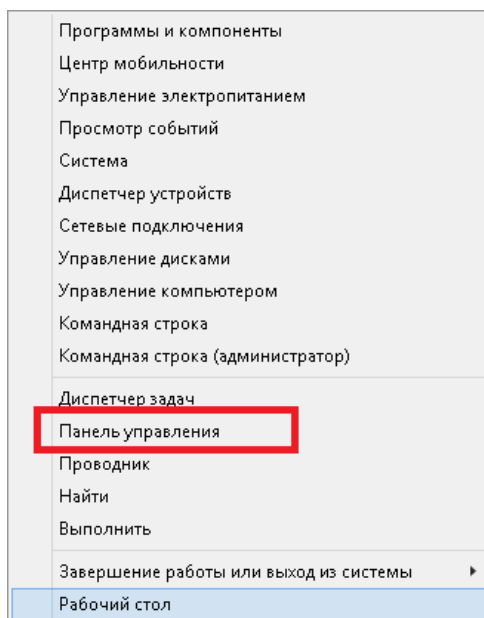 Программы и компоненты
Центр мобильности
Управление электропитанием
Просмотр событий
Система
Диспетчер устройств
Сетевые подключения
Управление дисками
Управление компьютером
Командная строка
Командная строка (администратор)
Диспетчер задач
Панель управления
Проводник
Найти
Выполнить
Завершение работы или выход из системы
Рабочий стол